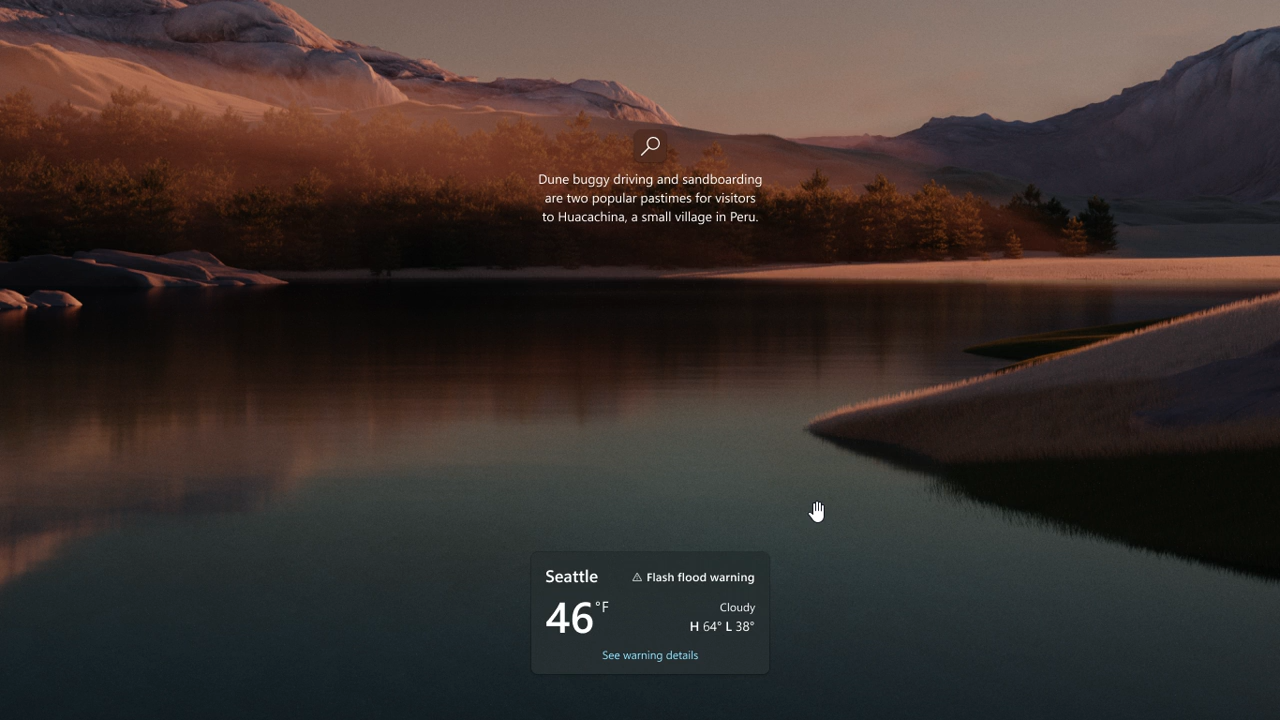 Dune buggy driving and sandboarding
are two popular pastimes for visitors
to Huacachina, a small village in Peru.
Seattle
Flash flood warning
46°F
Cloudy
H 64° L 38°
See warning details